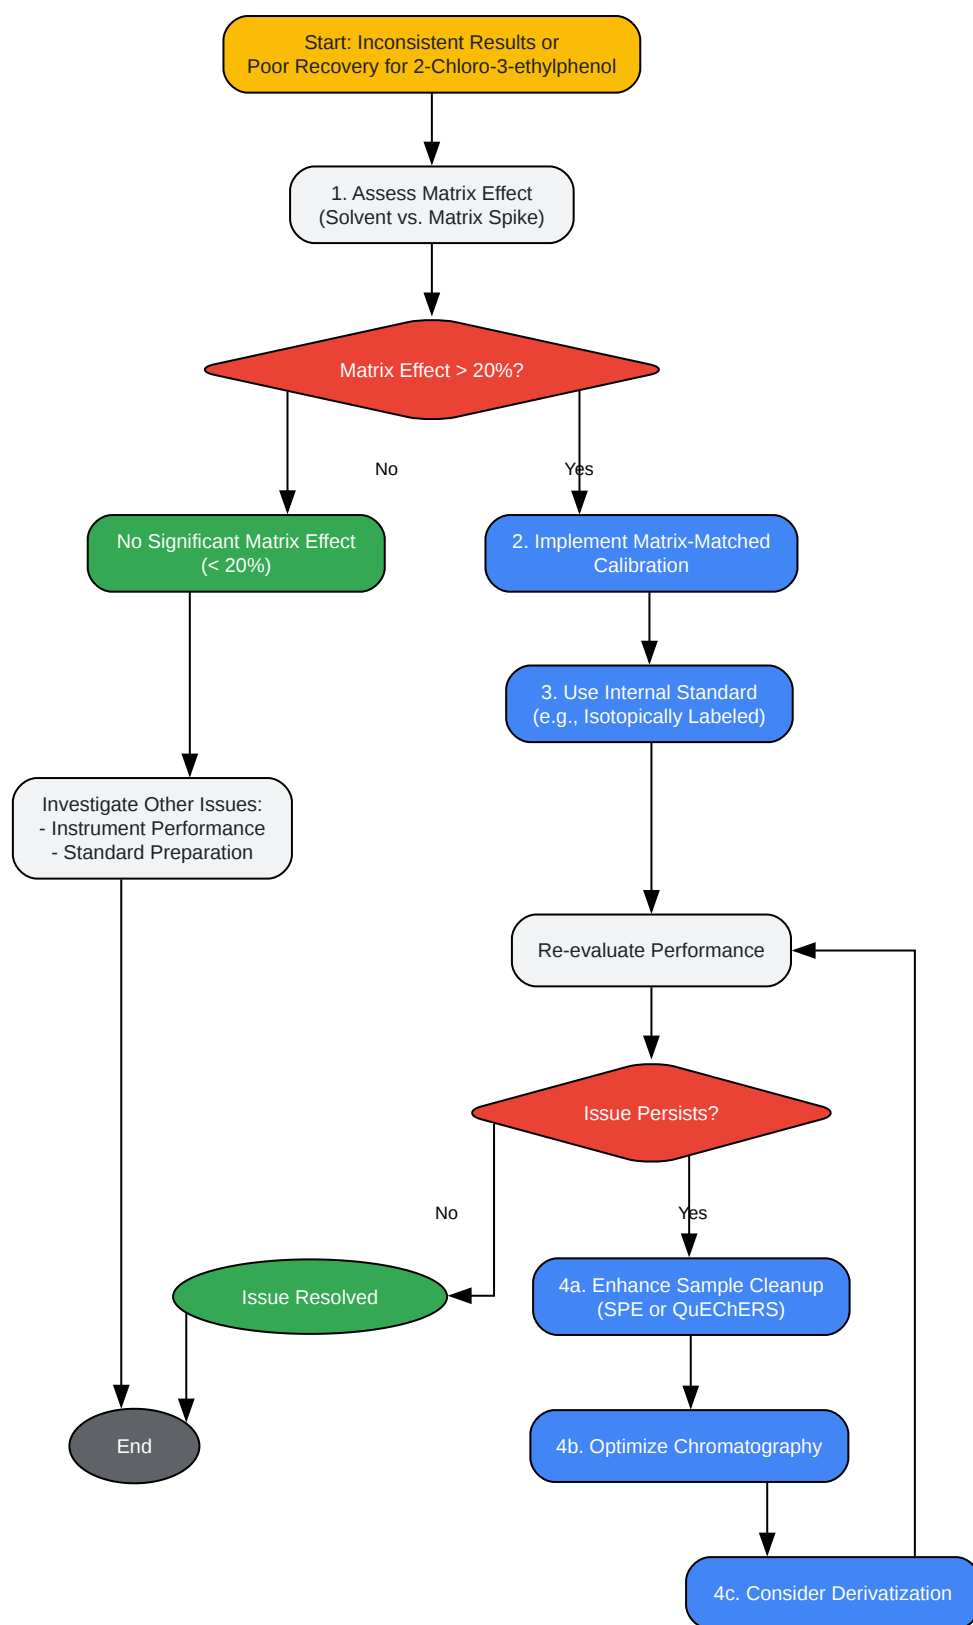 Start: Inconsistent Results or
Poor Recovery for 2-Chloro-3-ethylphenol
1. Assess Matrix Effect
(Solvent vs. Matrix Spike)
Matrix Effect > 20%?
No
Yes
No Significant Matrix Effect
(< 20%)
2. Implement Matrix-Matched
Calibration
3. Use Internal Standard
(e.g., Isotopically Labeled)
Investigate Other Issues:
- Instrument Performance
- Standard Preparation
Re-evaluate Performance
Issue Persists?
No
Yes
Issue Resolved
4a. Enhance Sample Cleanup
(SPE or QuEChERS)
End
4b. Optimize Chromatography
4c. Consider Derivatization